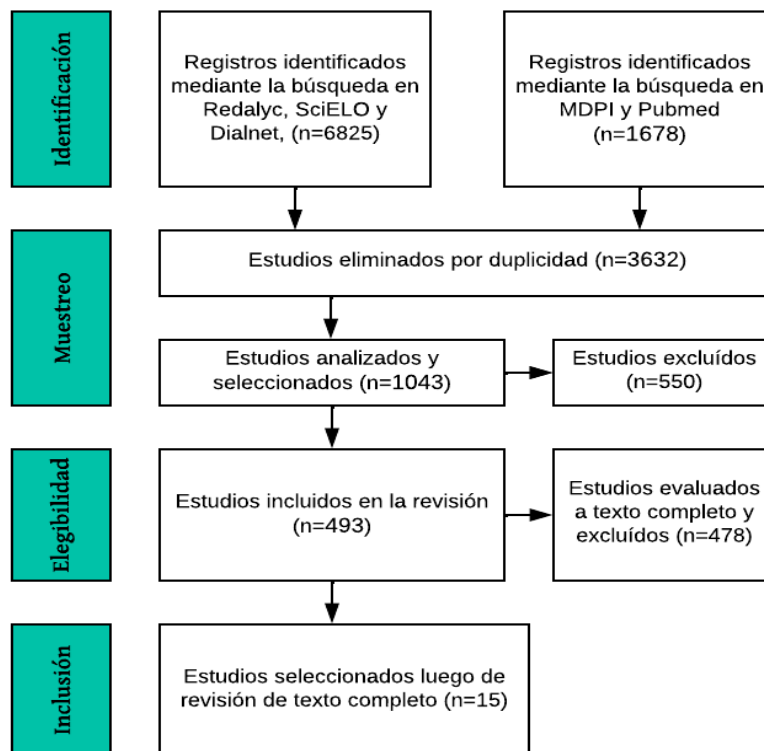 Identificación
Registros identificados
mediante la búsqueda en
Redalyc, SciELO y
Dialnet, (n=6825)
Registros identificados
mediante la búsqueda en
MDPI y Pubmed
(n=1678)
Muestreo
Estudios eliminados por duplicidad (n=3632)
Estudios analizados y
seleccionados (n=1043)
Estudios excluídos
(n=550)
Elegibilidad
Estudios incluidos en la revisión
(n=493)
Estudios evaluados
a texto completo y
excluídos (n=478)
Inclusión
Estudios seleccionados luego de
revisión de texto completo (n=15)